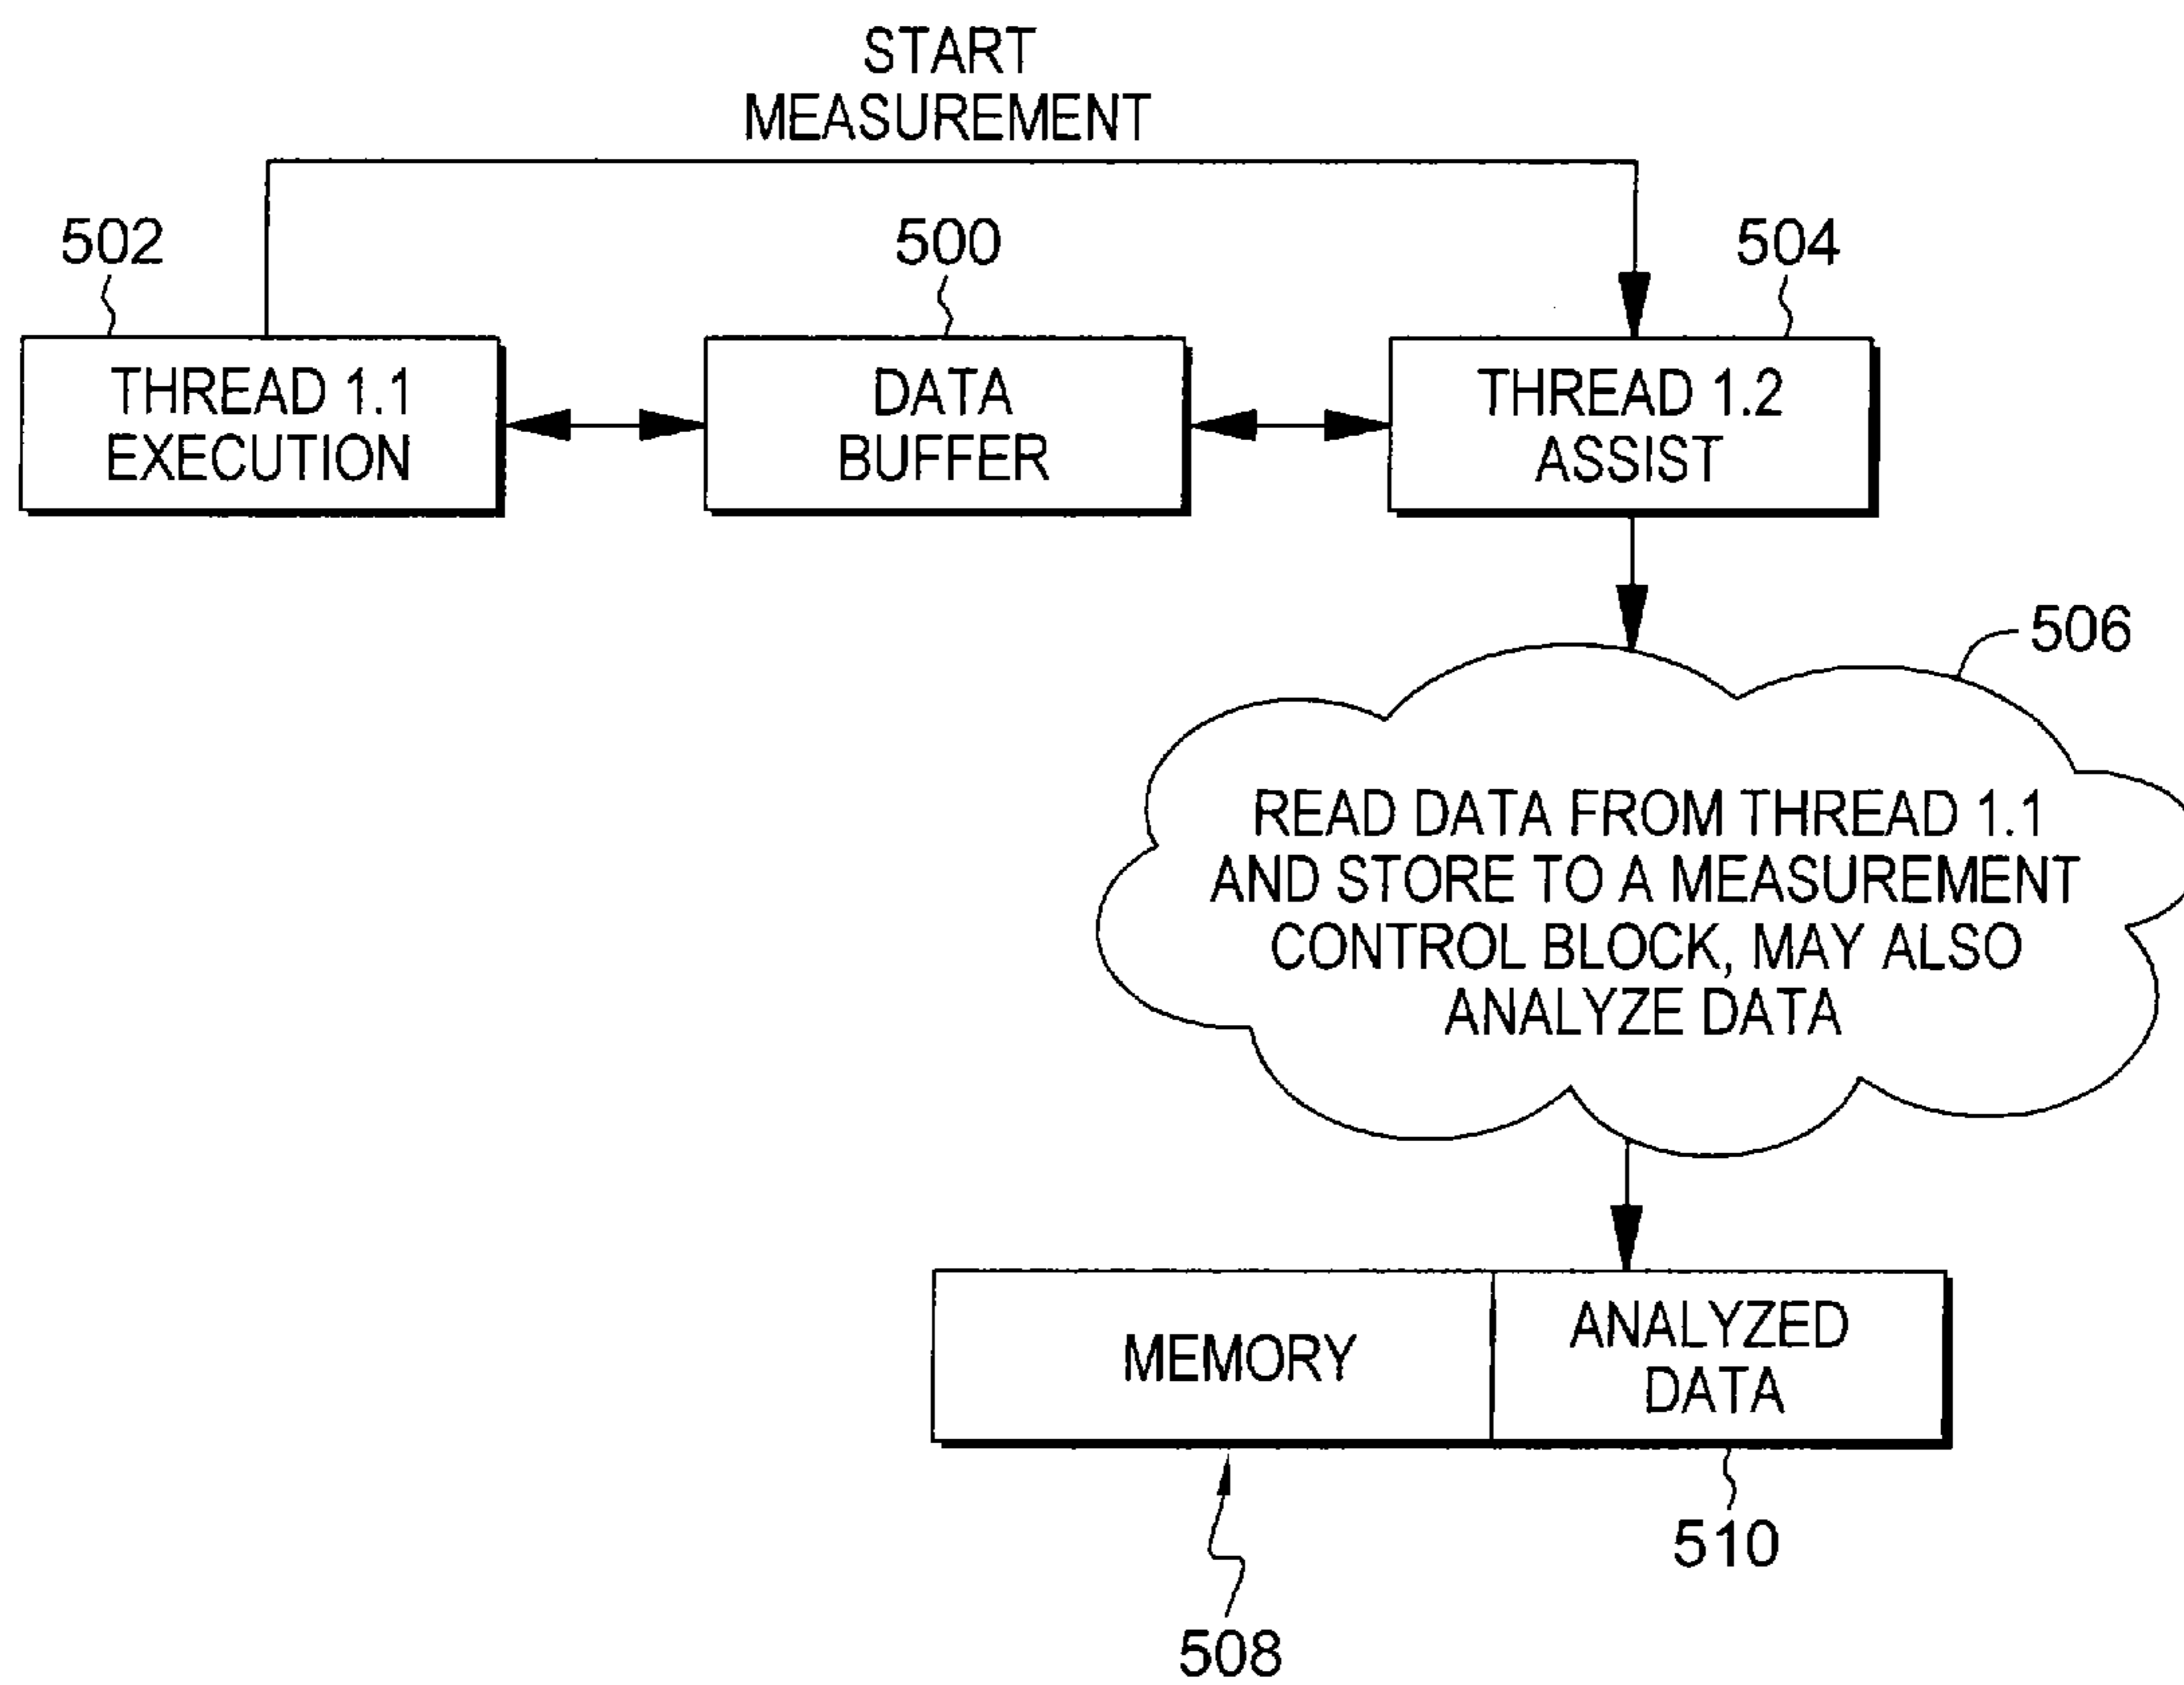 START
MEASUREMENT
502
500
504
THREAD 1.1
EXECUTION
DATA
BUFFER
THREAD 1.2
ASSIST
506
READ DATA FROM THREAD 1.1
AND STORE TO A MEASUREMENT
CONTROL BLOCK, MAY ALSO
ANALYZE DATA
MEMORY
ANALYZED
DATA
510
508